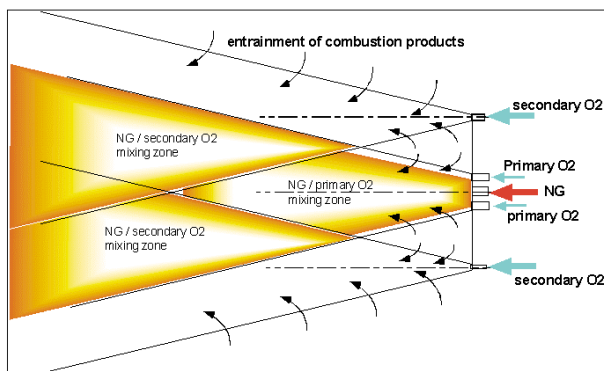 entrainment of combustion products
secondary O2
NG / secondary O2
mixing zone
Primary O2
NG / primary O2
mixing zone
NG
primary O2
NG / secondary O2
mixing zone
secondary O2